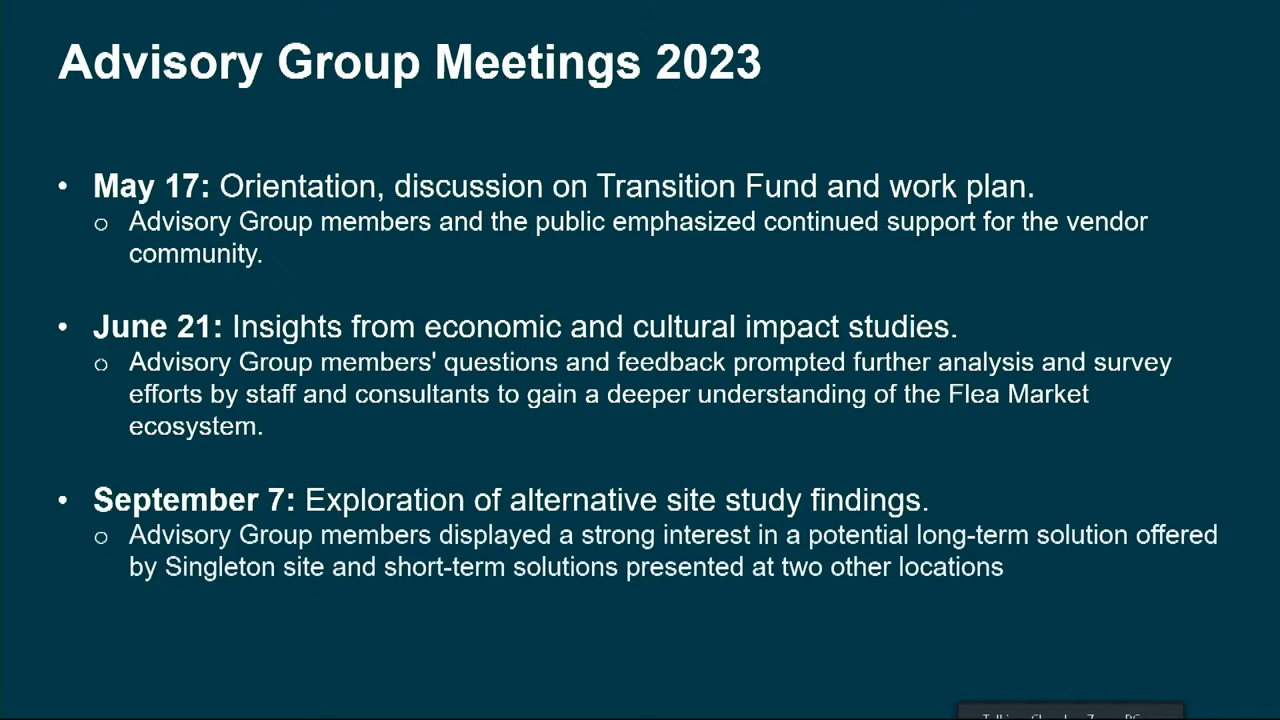 Advisory Group Meetings 2023
• May 17: Orientation, discussion on Transition Fund and work plan.
o Advisory Group members and the public emphasized continued support for the vendor
community.
• June 21: Insights from economic and cultural impact studies.
o Advisory Group members' questions and feedback prompted further analysis and survey
efforts by staff and consultants to gain a deeper understanding of the Flea Market
ecosystem.
• September 7: Exploration of alternative site study findings.
o Advisory Group members displayed a strong interest in a potential long-term solution offered
by Singleton site and short-term solutions presented at two other locations